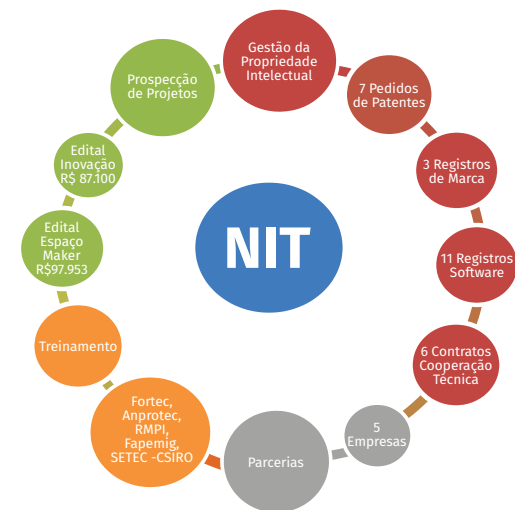 Gestão da
Propriedade
Intelectual
7 Pedidos
de Patentes
3 Registros
de Marca
11 Registros
Software
6 Contratos
Cooperação
Técnica
5
Empresas
Parcerias
Fortec,
Anprotec,
RMPI,
Fapemig,
SETEC -CSIRO
Treinamento
Edital
Espaço
Maker
R$97.953
Edital
Inovação
R$ 87.100
Prospecção
de Projetos
NIT